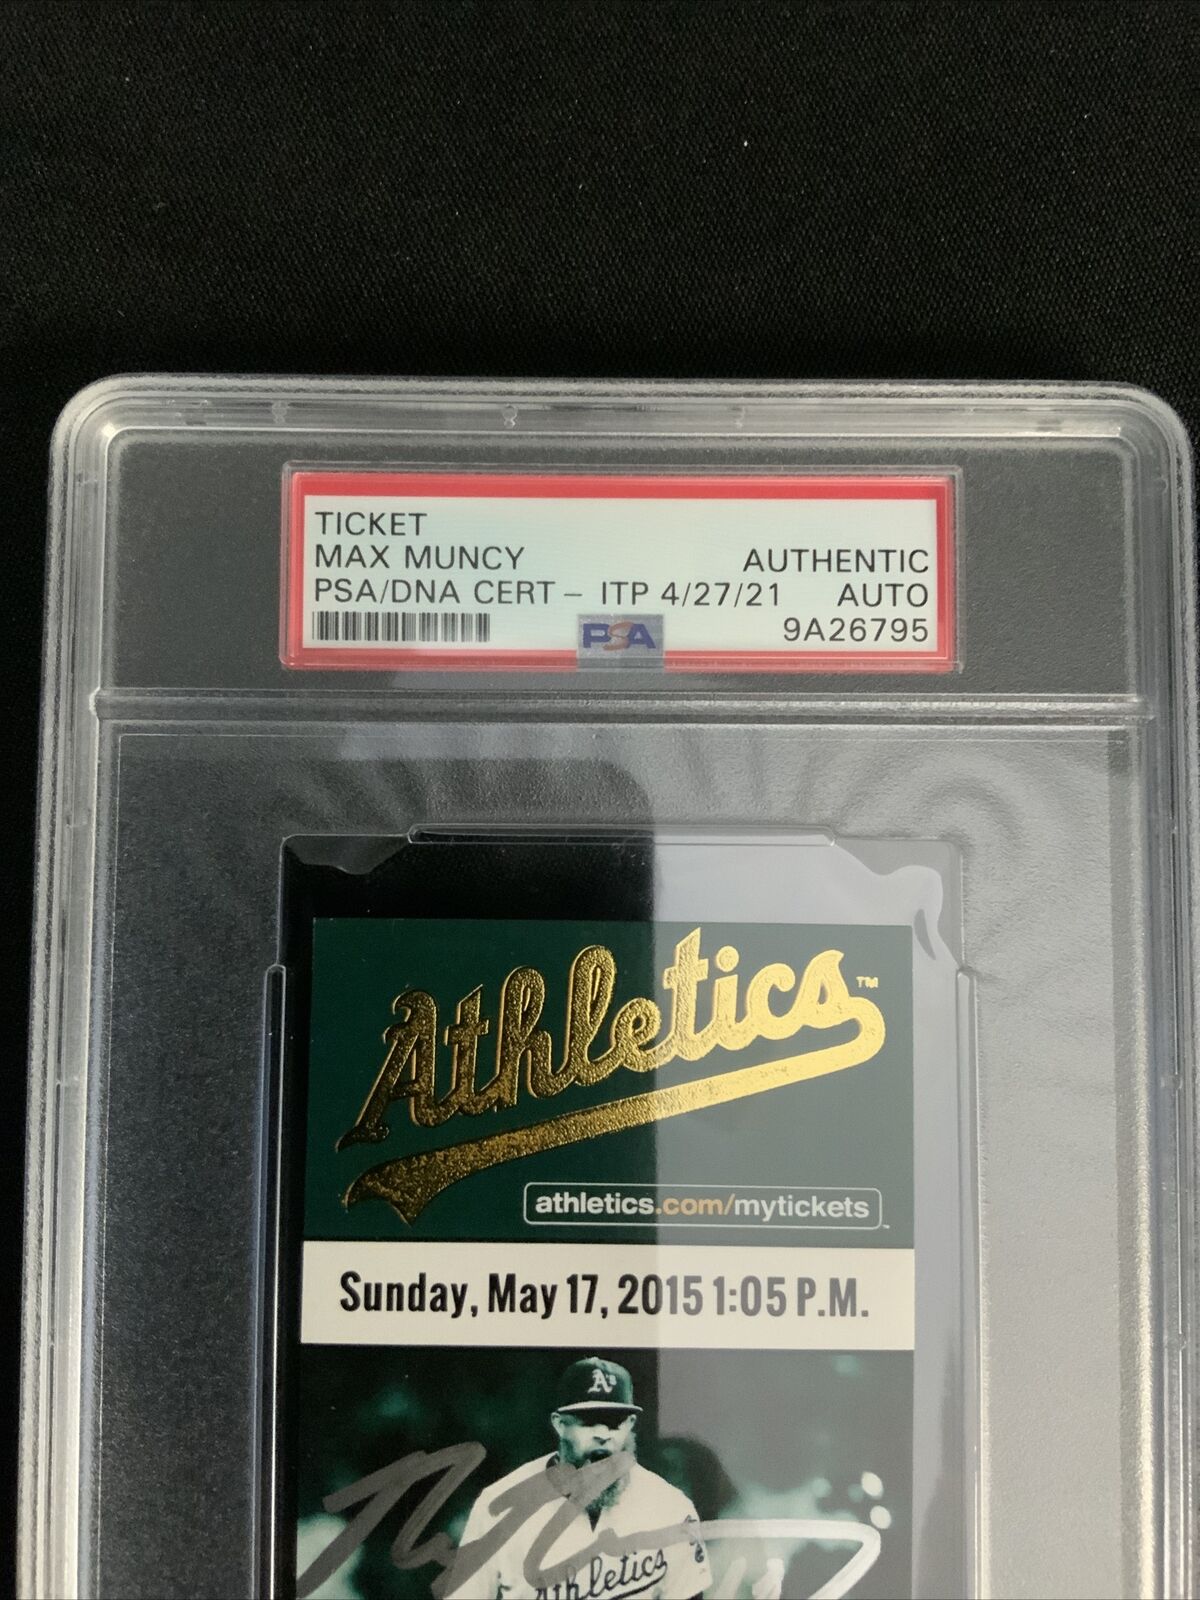 TICKET
MAX MUNCY AUTHENTIC
PSA/DNA CERT – ITP 4/27/21 AUTO
PSA 9A26795
Athletics™
athletics.com/mytickets
Sunday, May 17, 2015 1:05 P.M.
A's
Athletics